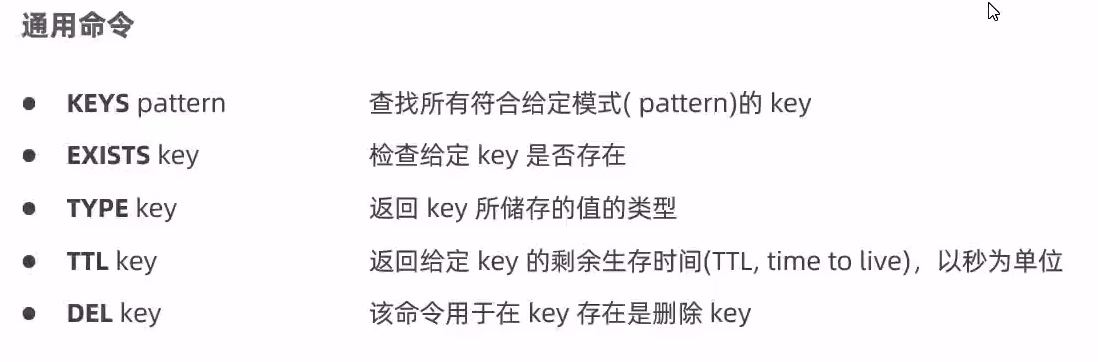 通用命令
● KEYS pattern 查找所有符合给定模式( pattern)的 key
● EXISTS key 检查给定 key 是否存在
● TYPE key 返回 key 所储存的值的类型
● TTL key 返回给定 key 的剩余生存时间(TTL, time to live)，以秒为单位
● DEL key 该命令用于在 key 存在是删除 key